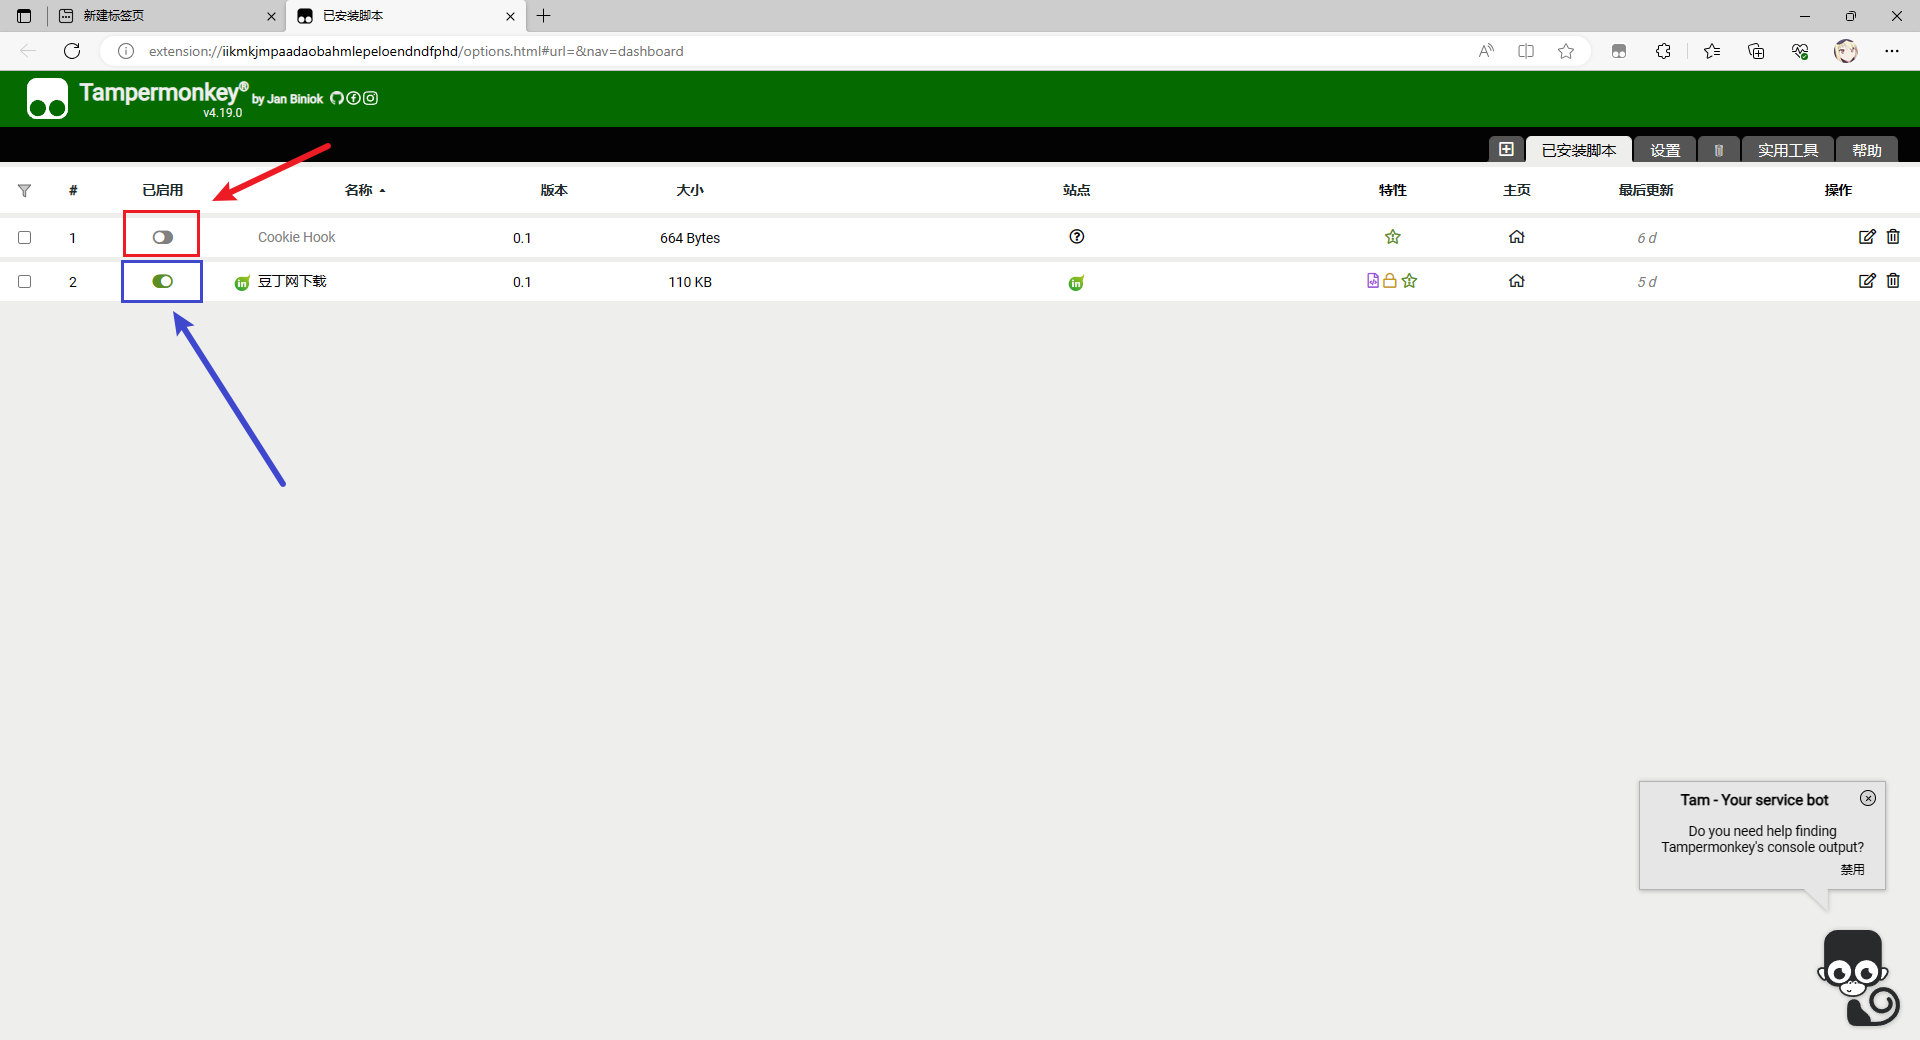 新建标签页
已安装脚本
extension://iikmkjmpaadaobahmlepeloendndfphd/options.html#url=&nav=dashboard
Tampermonkey® by Jan Biniok
v4.19.0
已安装脚本 设置 实用工具 帮助
# 已启用 名称 版本 大小 站点 特性 主页 最后更新 操作
1 Cookie Hook 0.1 664 Bytes 6 d
2 豆丁网下载 0.1 110 KB 5 d
Tam - Your service bot
Do you need help finding
Tampermonkey's console output?
禁用